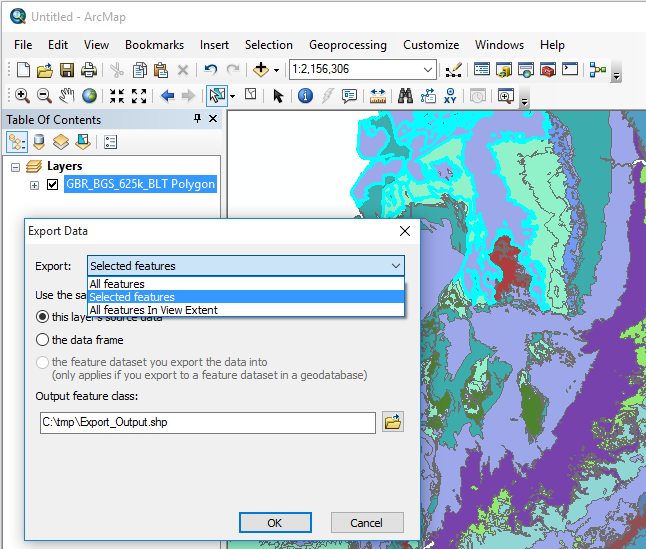 Untitled - ArcMap
File Edit View Bookmarks Insert Selection Geoprocessing Customize Windows Help
1:2,156,306
XY
Table Of Contents
Layers
GBR_BGS_625k_BLT Polygon
Export Data
Export: Selected features
All features
Selected features
All features In View Extent
Use the sa
this layer's source data
the data frame
the feature dataset you export the data into
(only applies if you export to a feature dataset in a geodatabase)
Output feature class:
C:\tmp\Export_Output.shp
OK Cancel